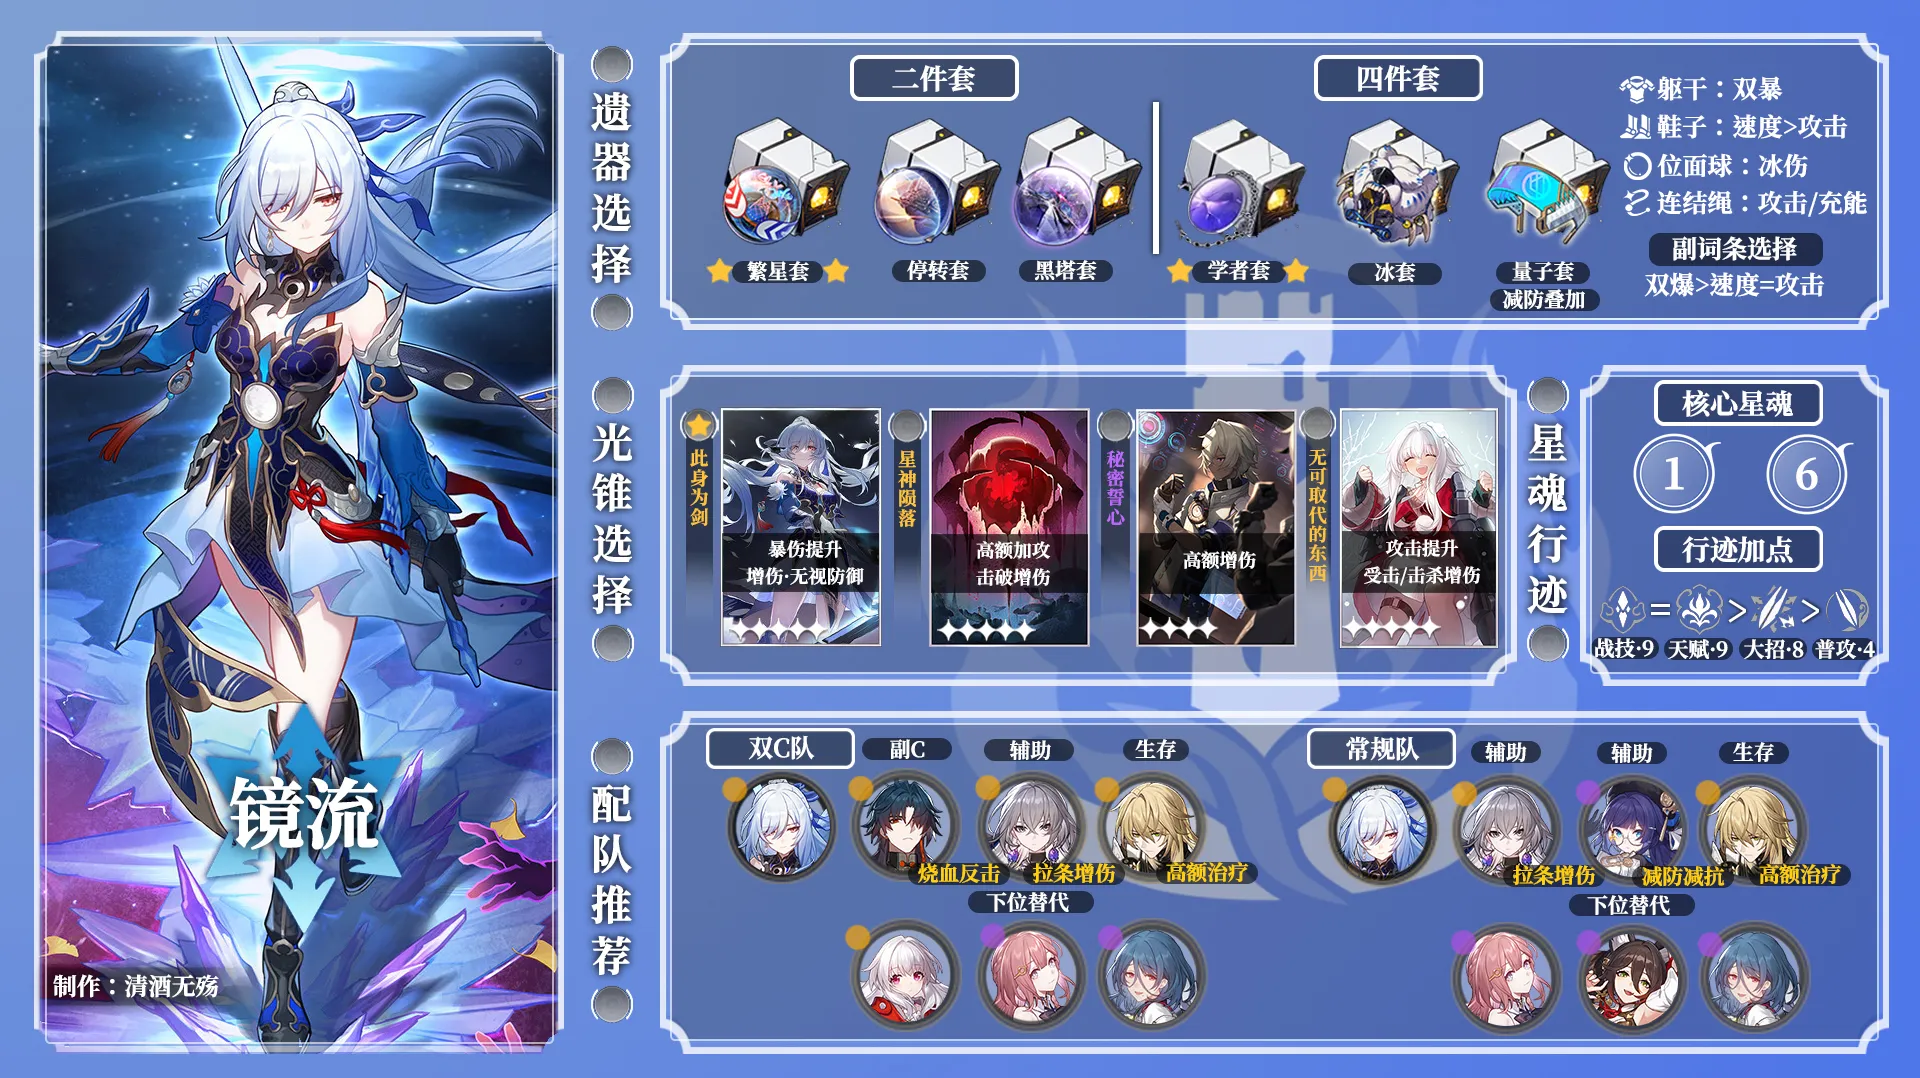 遗器选择
二件套
繁星套
停转套
黑塔套
四件套
学者套
冰套
量子套
减防叠加
躯干：双暴
鞋子：速度>攻击
位面球：冰伤
连结绳：攻击/充能
副词条选择
双爆>速度=攻击
光锥选择
此身为剑
暴伤提升
增伤·无视防御
星神陨落
高额加攻
击破增伤
秘密誓心
高额增伤
无可取代的东西
攻击提升
受击/击杀增伤
星魂行迹
核心星魂
1
6
行迹加点
= > >
战技·9 天赋·9 大招·8 普攻·4
配队推荐
双C队
副C
辅助
生存
烧血反击
拉条增伤
高额治疗
下位替代
常规队
辅助
辅助
生存
拉条增伤
减防减抗
高额治疗
下位替代
镜流
制作：清酒无殇